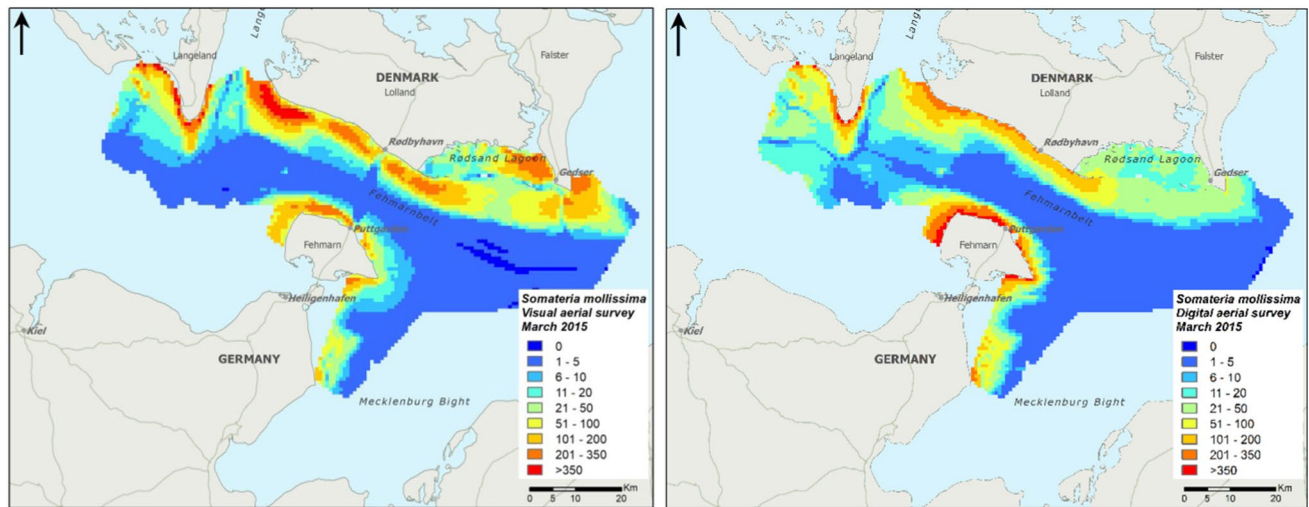 Lange
Langeland
Falster
DENMARK
Lolland
Rødbyhavn
Rødsand Lagoon
Gedser
Fehmarnbelt
Puttgarden
Fehmarn
Heiligenhafen
Kiel
GERMANY
Mecklenburg Bight
Somateria mollissima
Visual aerial survey
March 2015
0
1 - 5
6 - 10
11 - 20
21 - 50
51 - 100
101 - 200
201 - 350
>350
Km
0 5 10 20
Lange
Langeland
Falster
DENMARK
Lolland
Rødbyhavn
Rødsand Lagoon
Gedser
Fehmarnbelt
Puttgarden
Fehmarn
Heiligenhafen
Kiel
GERMANY
Mecklenburg Bight
Somateria mollissima
Digital aerial survey
March 2015
0
1 - 5
6 - 10
11 - 20
21 - 50
51 - 100
101 - 200
201 - 350
>350
Km
0 5 10 20